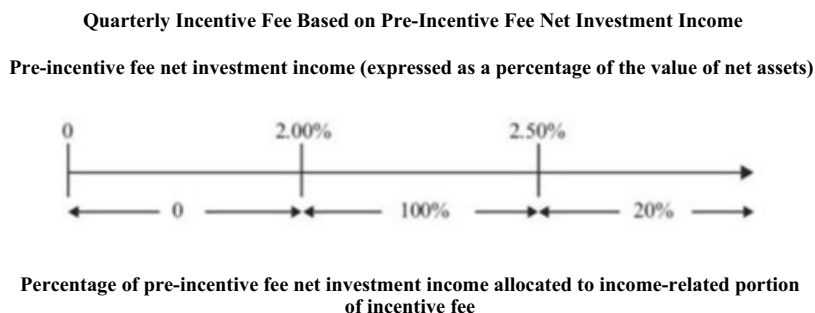 Quarterly Incentive Fee Based on Pre-Incentive Fee Net Investment Income
Pre-incentive fee net investment income (expressed as a percentage of the value of net assets)
0 2.00% 2.50%
0 100% 20%
Percentage of pre-incentive fee net investment income allocated to income-related portion
of incentive fee